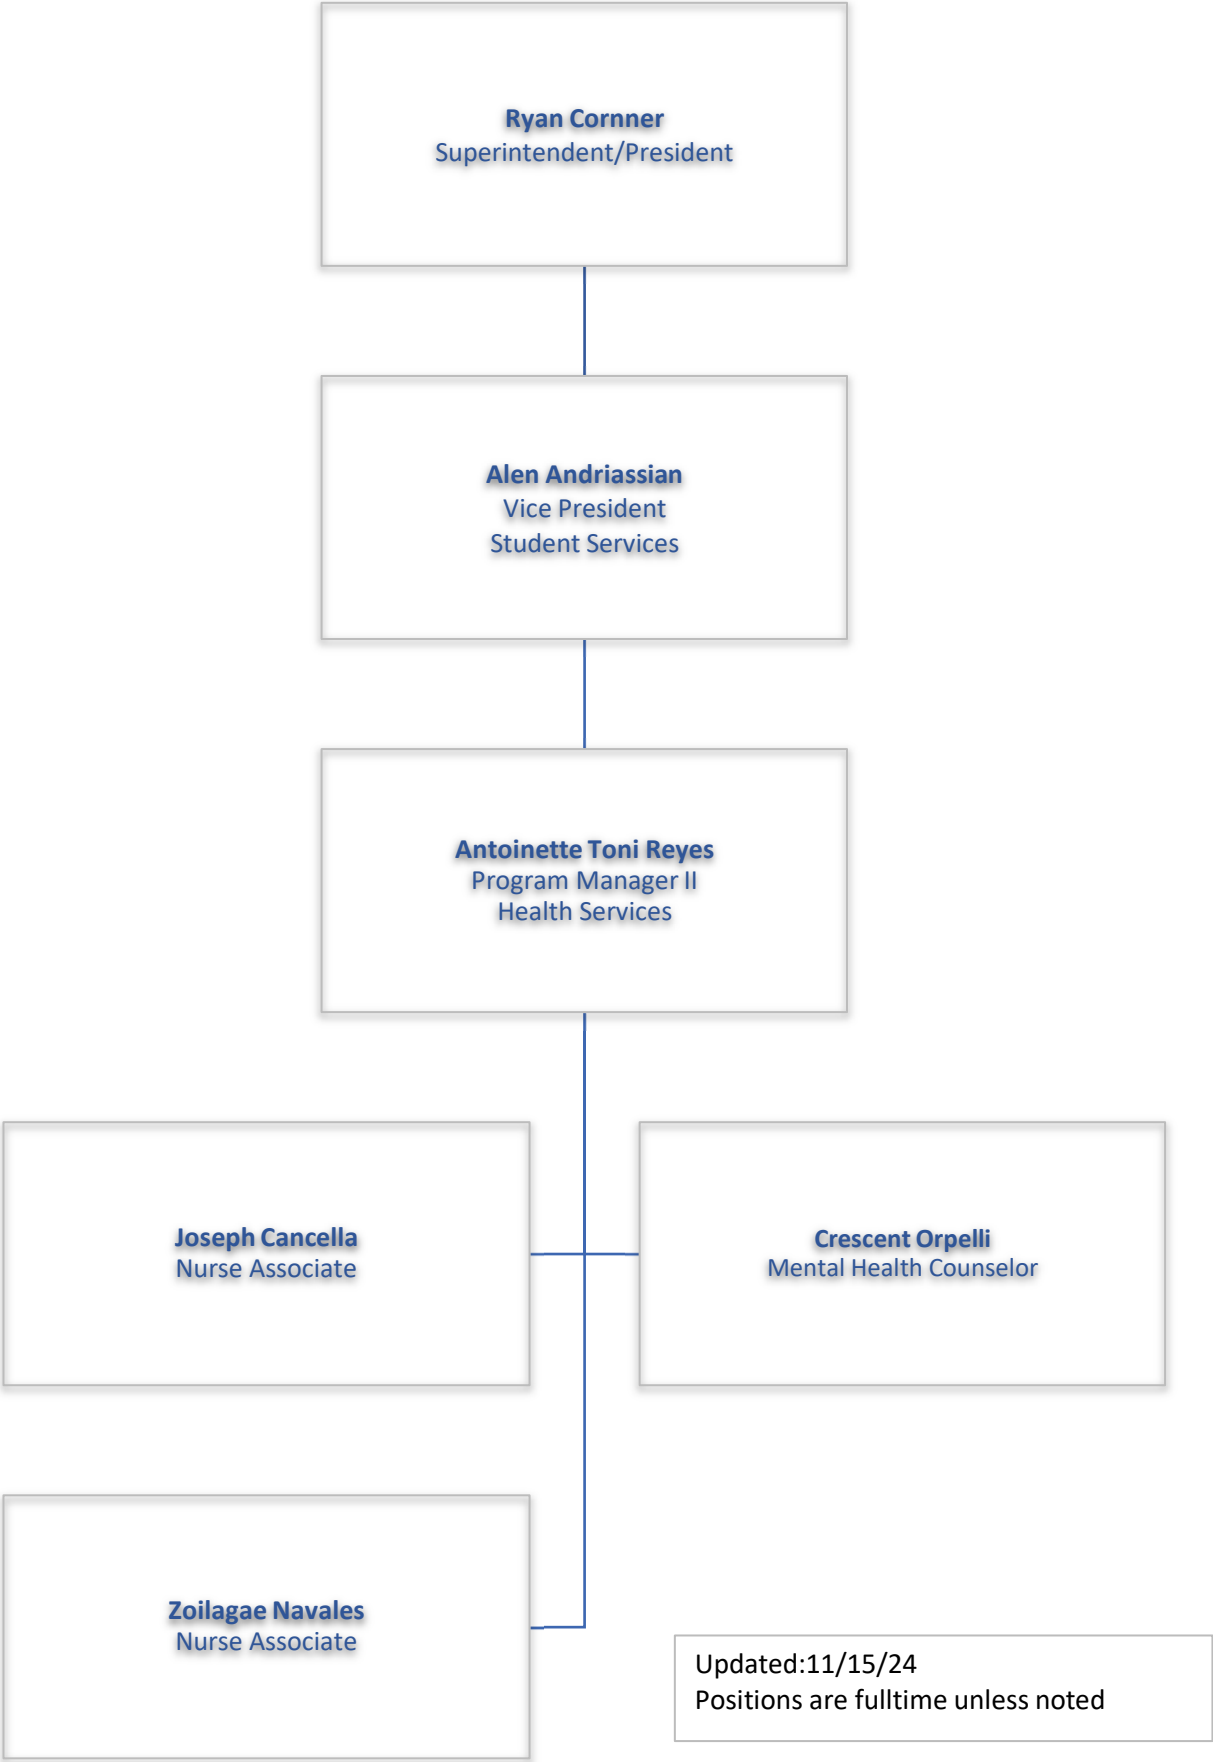 Ryan Cornner
Superintendent/President
Alen Andriassian
Vice President
Student Services
Antoinette Toni Reyes
Program Manager II
Health Services
Joseph Cancella
Nurse Associate
Crescent Orpelli
Mental Health Counselor
Zoilagae Navales
Nurse Associate
Updated:11/15/24
Positions are fulltime unless noted